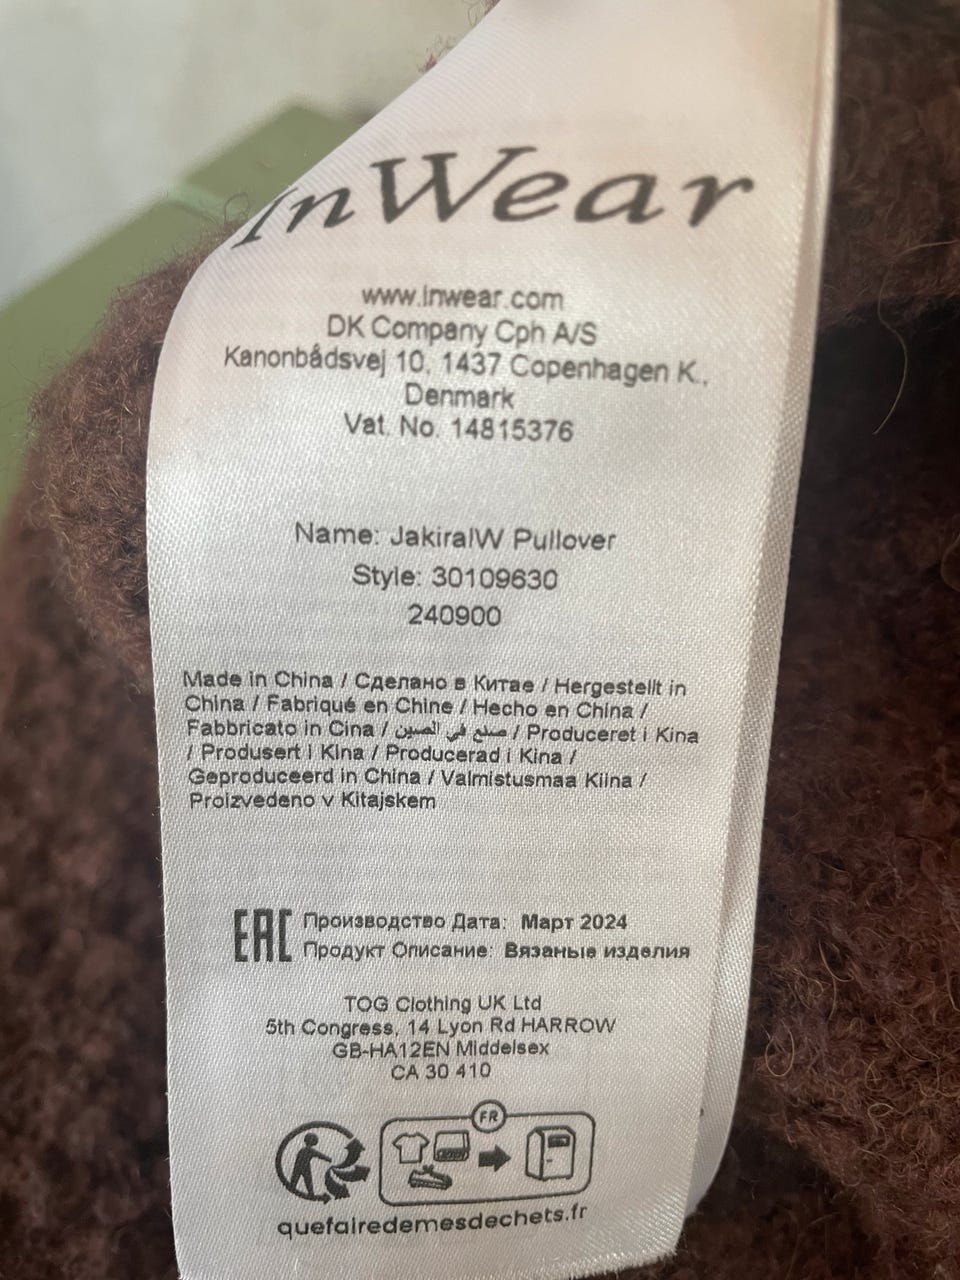 InWear
www.inwear.com
DK Company Cph A/S
Kanonbådsvej 10, 1437 Copenhagen K.,
Denmark
Vat. No. 14815376
Name: JakiraIW Pullover
Style: 30109630
240900
Made in China / Сделано в Китае / Hergestellt in
China / Fabriqué en Chine / Hecho en China /
Fabbricato in Cina / صنع في الصين / Produceret i Kina
/ Produsert i Kina / Producerad i Kina /
Geproduceerd in China / Valmistusmaa Kiina /
Proizvedeno v Kitajskem
EAC
Производство Дата: Март 2024
Продукт Описание: Вязаные изделия
TOG Clothing UK Ltd
5th Congress, 14 Lyon Rd HARROW
GB-HA12EN Middelsex
CA 30 410
FR
quefairedemesdechets.fr